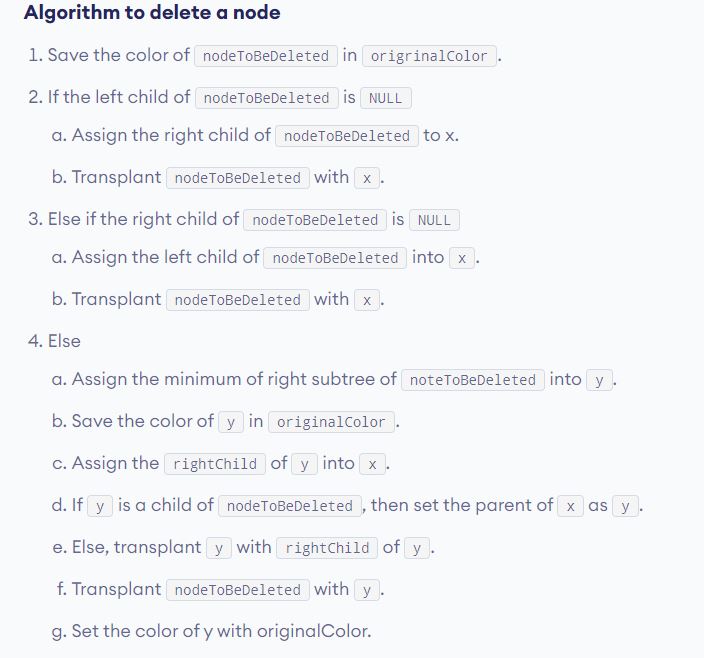 Algorithm to delete a node
1. Save the color of nodeToBeDeleted in origrinalColor.
2. If the left child of nodeToBeDeleted is NULL
a. Assign the right child of nodeToBeDeleted to x.
b. Transplant nodeToBeDeleted with x.
3. Else if the right child of nodeToBeDeleted is NULL
a. Assign the left child of nodeToBeDeleted into x.
b. Transplant nodeToBeDeleted with x.
4. Else
a. Assign the minimum of right subtree of noteToBeDeleted into y.
b. Save the color of y in originalColor.
c. Assign the rightChild of y into x.
d. If y is a child of nodeToBeDeleted, then set the parent of x as y.
e. Else, transplant y with rightChild of y.
f. Transplant nodeToBeDeleted with y.
g. Set the color of y with originalColor.